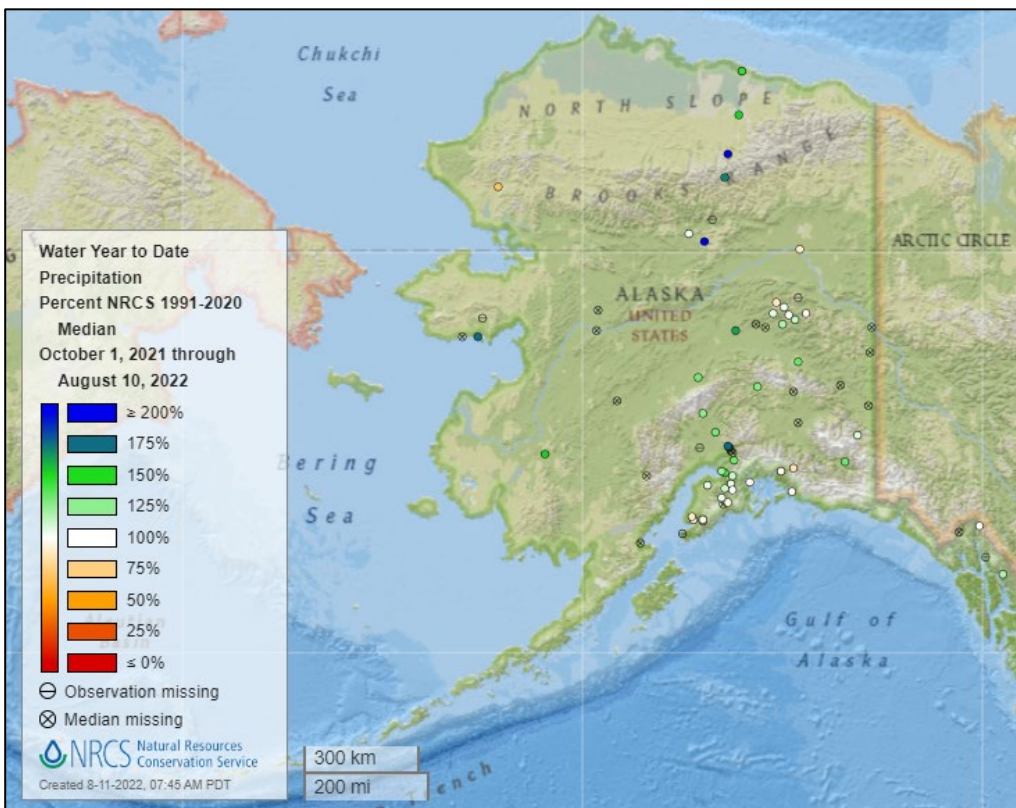 Chukchi
Sea
NORTH SLOPE
BROOKS RANGE
ARCTIC CIRCLE
ALASKA
UNITED
STATES
Bering
Sea
Gulf of
Alaska
Water Year to Date
Precipitation
Percent NRCS 1991-2020
Median
October 1, 2021 through
August 10, 2022
≥ 200%
175%
150%
125%
100%
75%
50%
25%
≤ 0%
Observation missing
Median missing
NRCS Natural Resources
Conservation Service
Created 8-11-2022, 07:45 AM PDT
300 km
200 mi
Trench